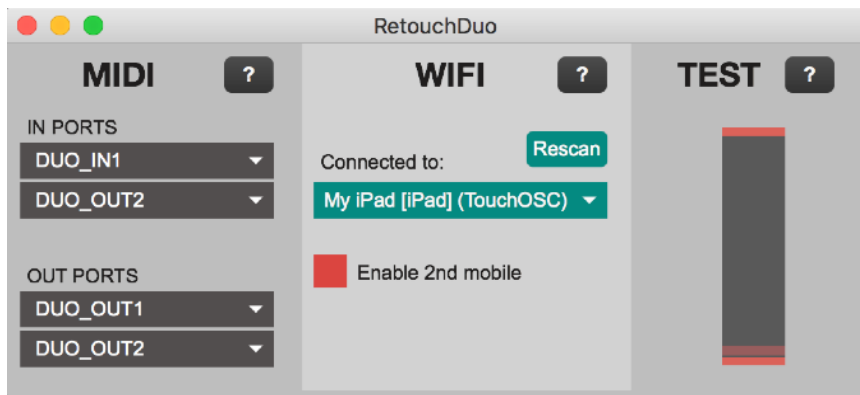 RetouchDuo
MIDI ?
IN PORTS
DUO_IN1
DUO_OUT2
OUT PORTS
DUO_OUT1
DUO_OUT2
WIFI ?
Rescan
Connected to:
My iPad [iPad] (TouchOSC)
Enable 2nd mobile
TEST ?